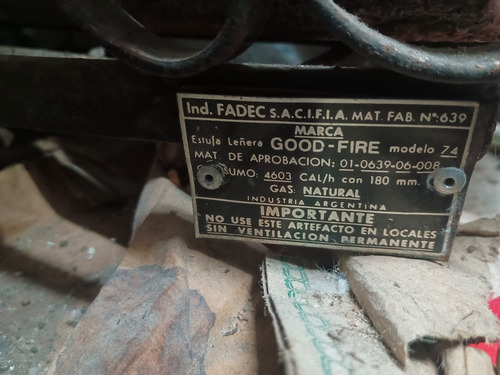 Ind. FADEC S.A.C.I.F.I.A. MAT. FAB. Nº:639
MARCA
Estufa Leñera GOOD-FIRE modelo 74
MAT. DE APROBACION: 01-0639-06-008
SUMO: 4603 CAL/h con 180 mm.
GAS: NATURAL
INDUSTRIA ARGENTINA
IMPORTANTE
NO USE ESTE ARTEFACTO EN LOCALES
SIN VENTILACION PERMANENTE